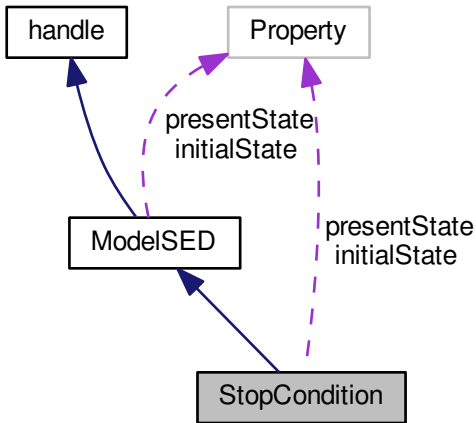 handle
Property
presentState
initialState
ModelSED
presentState
initialState
StopCondition